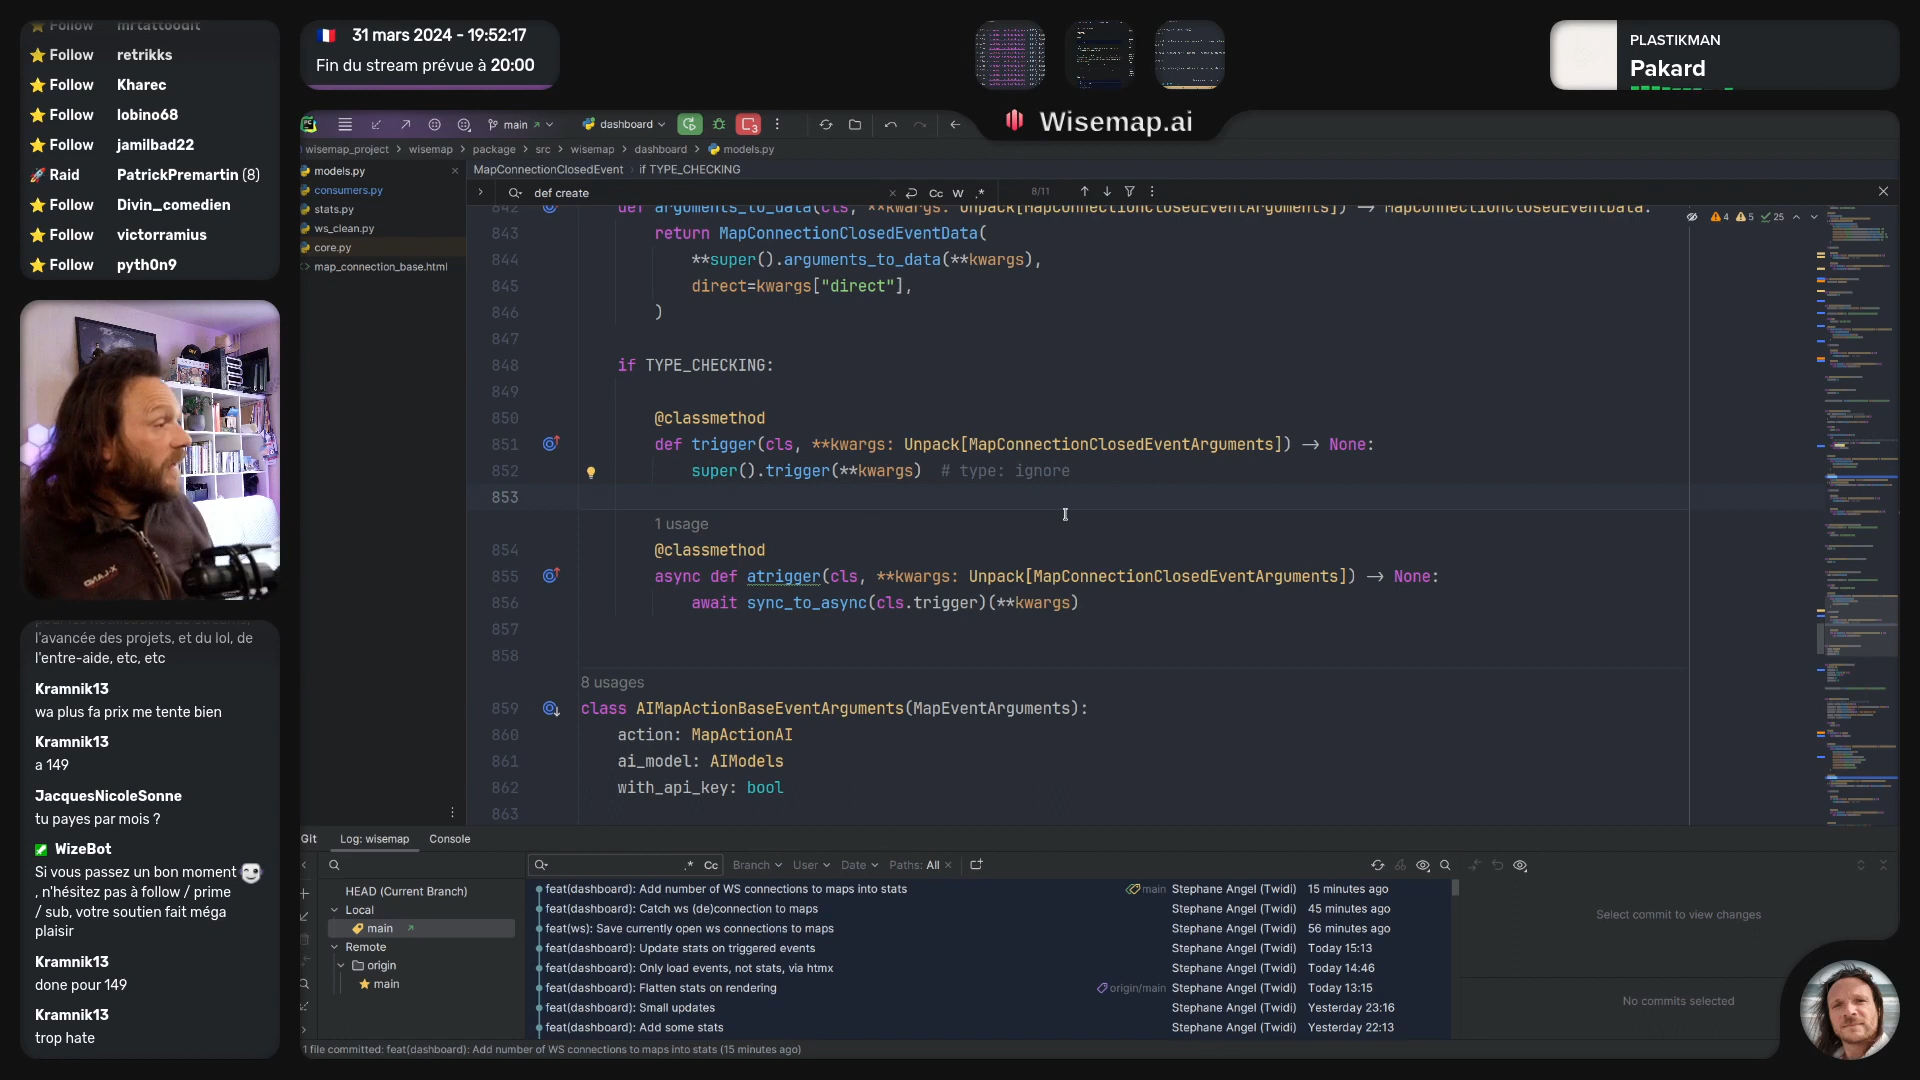 Follow mrtattoodit
Follow retrikks
Follow Kharec
Follow lobino68
Follow jamilbad22
Raid PatrickPremartin (8)
Follow Divin_comedien
Follow victorramius
Follow pyth0n9
31 mars 2024 - 19:52:17
Fin du stream prévue à 20:00
PLASTIKMAN
Pakard
main
dashboard
3
Wisemap.ai
wisemap_project > wisemap > package > src > wisemap > dashboard > models.py
models.py
consumers.py
stats.py
ws_clean.py
core.py
map_connection_base.html
MapConnectionClosedEvent > if TYPE_CHECKING
def create
Cc W .*
8/11
4 5 25
842 def arguments_to_data(cls, **kwargs: Unpack[MapConnectionClosedEventArguments]) → MapConnectionClosedEventData:
843 return MapConnectionClosedEventData(
844 **super().arguments_to_data(**kwargs),
845 direct=kwargs["direct"],
846 )
847
848 if TYPE_CHECKING:
849
850 @classmethod
851 def trigger(cls, **kwargs: Unpack[MapConnectionClosedEventArguments]) → None:
852 super().trigger(**kwargs)  # type: ignore
853
1 usage
854 @classmethod
855 async def atrigger(cls, **kwargs: Unpack[MapConnectionClosedEventArguments]) → None:
856 await sync_to_async(cls.trigger)(**kwargs)
857
858
8 usages
859 class AIMapActionBaseEventArguments(MapEventArguments):
860 action: MapActionAI
861 ai_model: AIModels
862 with_api_key: bool
863
l'avancée des projets, et du lol, de
l'entre-aide, etc, etc
Kramnik13
wa plus fa prix me tente bien
Kramnik13
a 149
JacquesNicoleSonne
tu payes par mois ?
WizeBot
Si vous passez un bon moment
, n'hésitez pas à follow / prime
/ sub, votre soutien fait méga
plaisir
Kramnik13
done pour 149
Kramnik13
trop hate
Git Log: wisemap Console
.* Cc Branch User Date Paths: All
HEAD (Current Branch)
Local
main
Remote
origin
main
feat(dashboard): Add number of WS connections to maps into stats main Stephane Angel (Twidi) 15 minutes ago
feat(dashboard): Catch ws (de)connection to maps Stephane Angel (Twidi) 45 minutes ago
feat(ws): Save currently open ws connections to maps Stephane Angel (Twidi) 56 minutes ago
feat(dashboard): Update stats on triggered events Stephane Angel (Twidi) Today 15:13
feat(dashboard): Only load events, not stats, via htmx Stephane Angel (Twidi) Today 14:46
feat(dashboard): Flatten stats on rendering origin/main Stephane Angel (Twidi) Today 13:15
feat(dashboard): Small updates Stephane Angel (Twidi) Yesterday 23:16
feat(dashboard): Add some stats Stephane Angel (Twidi) Yesterday 22:13
Select commit to view changes
No commits selected
1 file committed: feat(dashboard): Add number of WS connections to maps into stats (15 minutes ago)